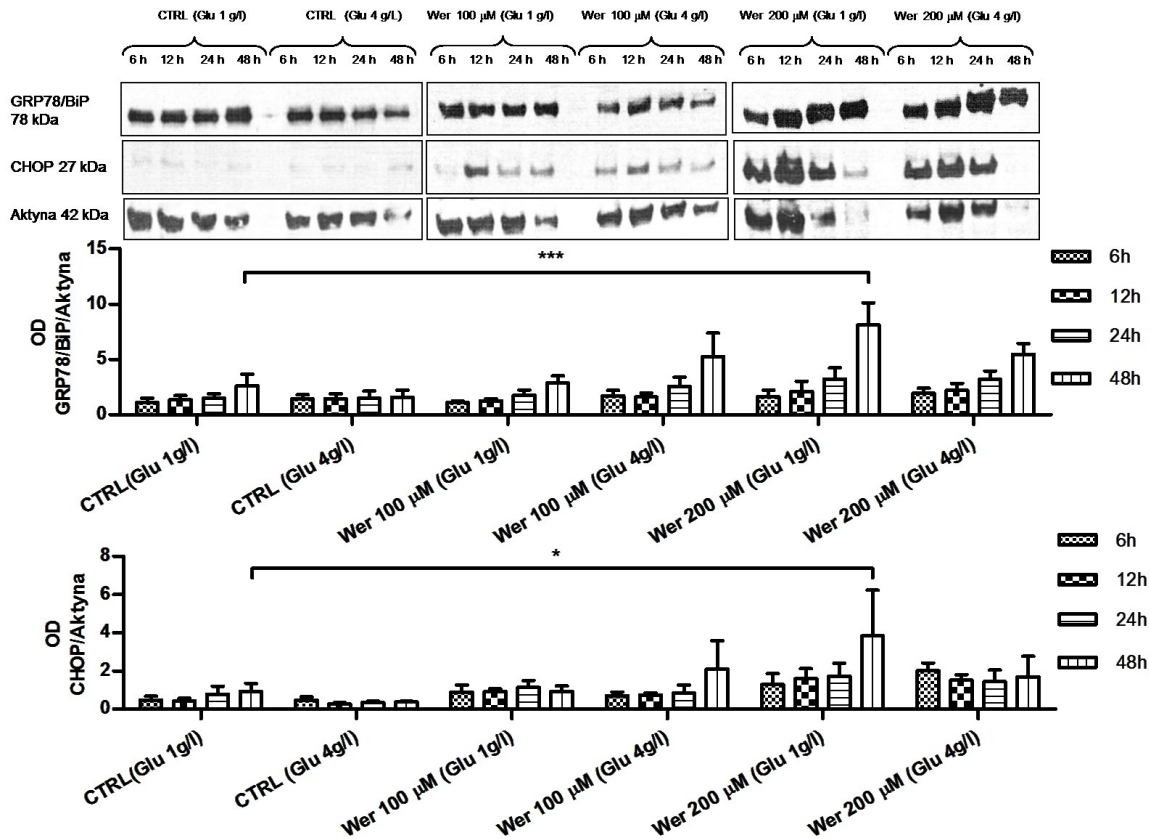 CTRL (Glu 1 g/l) CTRL (Glu 4 g/L) Wer 100 µM (Glu 1 g/l) Wer 100 µM (Glu 4 g/l) Wer 200 µM (Glu 1 g/l) Wer 200 µM (Glu 4 g/l)
6 h 12 h 24 h 48 h 6 h 12 h 24 h 48 h 6 h 12 h 24 h 48 h 6 h 12 h 24 h 48 h 6 h 12 h 24 h 48 h 6 h 12 h 24 h 48 h
GRP78/BiP
78 kDa
CHOP 27 kDa
Aktyna 42 kDa
OD
GRP78/BiP/Aktyna
15
10
5
0
***
6h
12h
24h
48h
CTRL(Glu 1g/l)
CTRL (Glu 4g/l)
Wer 100 µM (Glu 1g/l)
Wer 100 µM (Glu 4g/l)
Wer 200 µM (Glu 1g/l)
Wer 200 µM (Glu 4g/l)
OD
CHOP/Aktyna
8
6
4
2
0
*
6h
12h
24h
48h
CTRL(Glu 1g/l)
CTRL (Glu 4g/l)
Wer 100 µM (Glu 1g/l)
Wer 100 µM (Glu 4g/l)
Wer 200 µM (Glu 1g/l)
Wer 200 µM (Glu 4g/l)